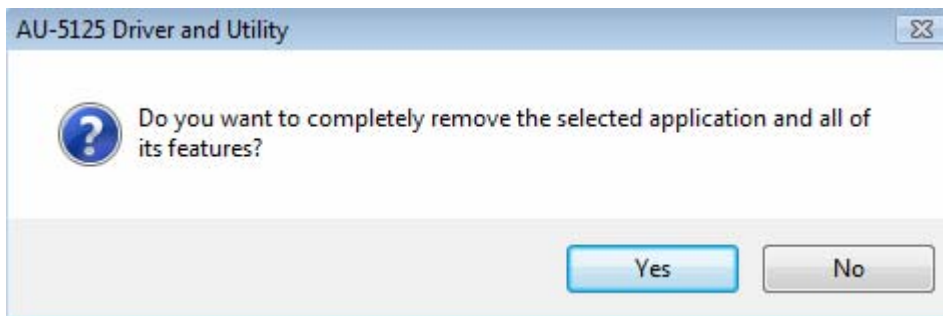 AU-5125 Driver and Utility
Do you want to completely remove the selected application and all of
its features?
Yes
No